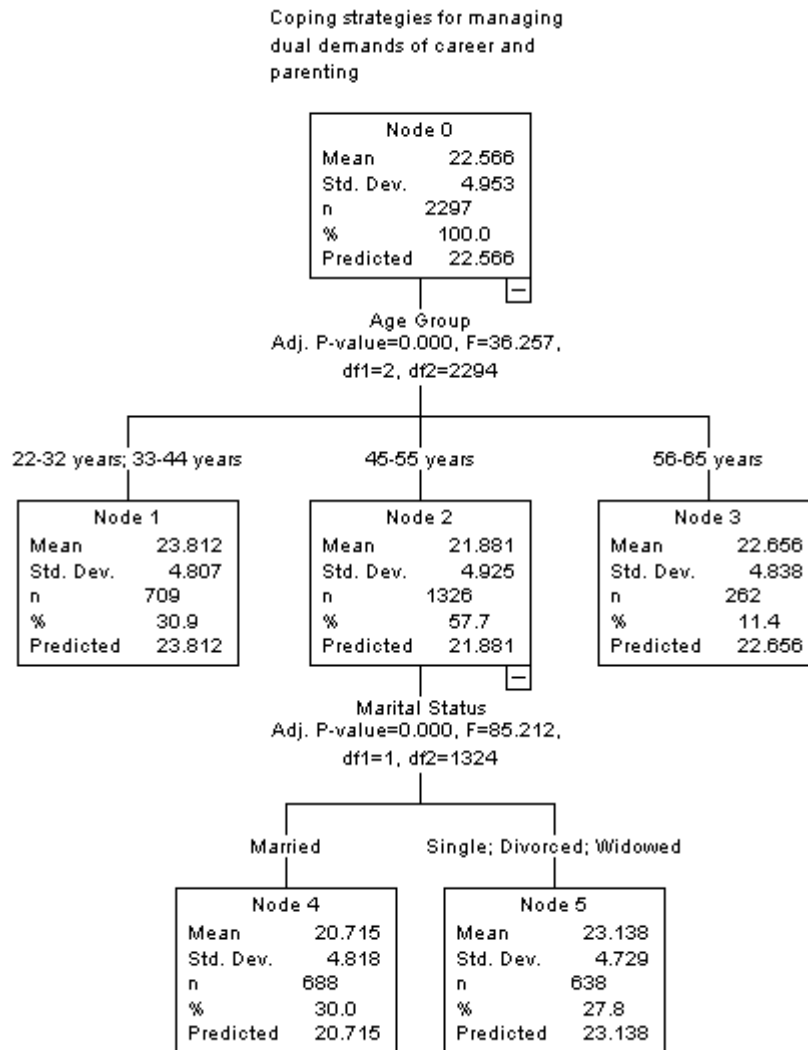 Coping strategies for managing
dual demands of career and
parenting
Node 0
Mean 22.566
Std. Dev. 4.953
n 2297
% 100.0
Predicted 22.566
Age Group
Adj. P-value=0.000, F=36.257,
df1=2, df2=2294
22-32 years; 33-44 years
45-55 years
56-65 years
Node 1
Mean 23.812
Std. Dev. 4.807
n 709
% 30.9
Predicted 23.812
Node 2
Mean 21.881
Std. Dev. 4.925
n 1326
% 57.7
Predicted 21.881
Node 3
Mean 22.656
Std. Dev. 4.838
n 262
% 11.4
Predicted 22.656
Marital Status
Adj. P-value=0.000, F=85.212,
df1=1, df2=1324
Married
Single; Divorced; Widowed
Node 4
Mean 20.715
Std. Dev. 4.818
n 688
% 30.0
Predicted 20.715
Node 5
Mean 23.138
Std. Dev. 4.729
n 638
% 27.8
Predicted 23.138